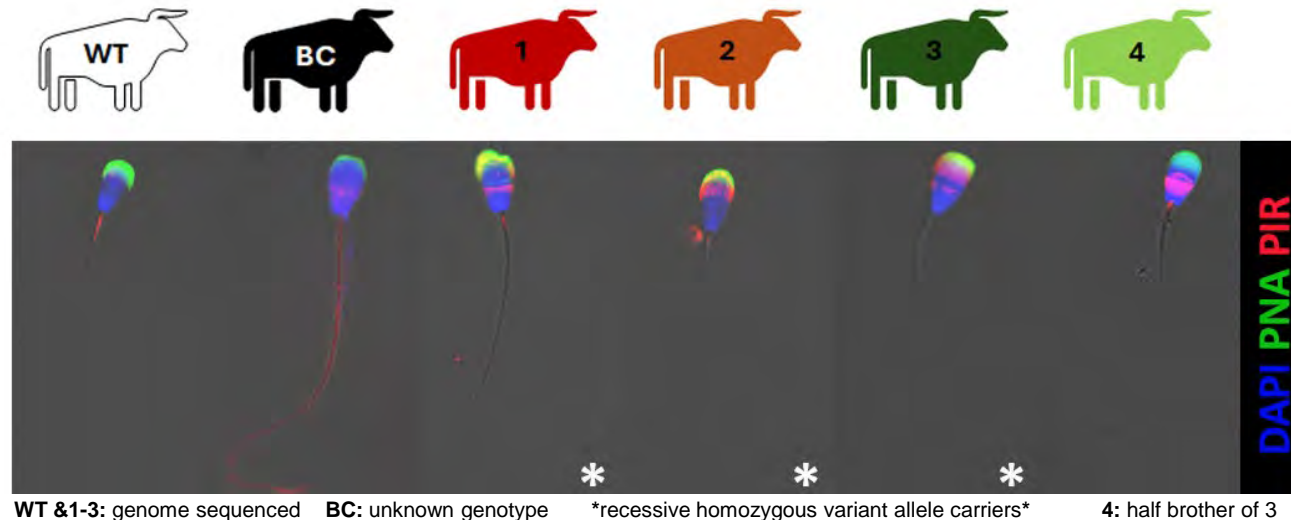 WT BC 1 2 3 4
DAPI PNA PIR
* * *
WT &1-3: genome sequenced BC: unknown genotype *recessive homozygous variant allele carriers* 4: half brother of 3